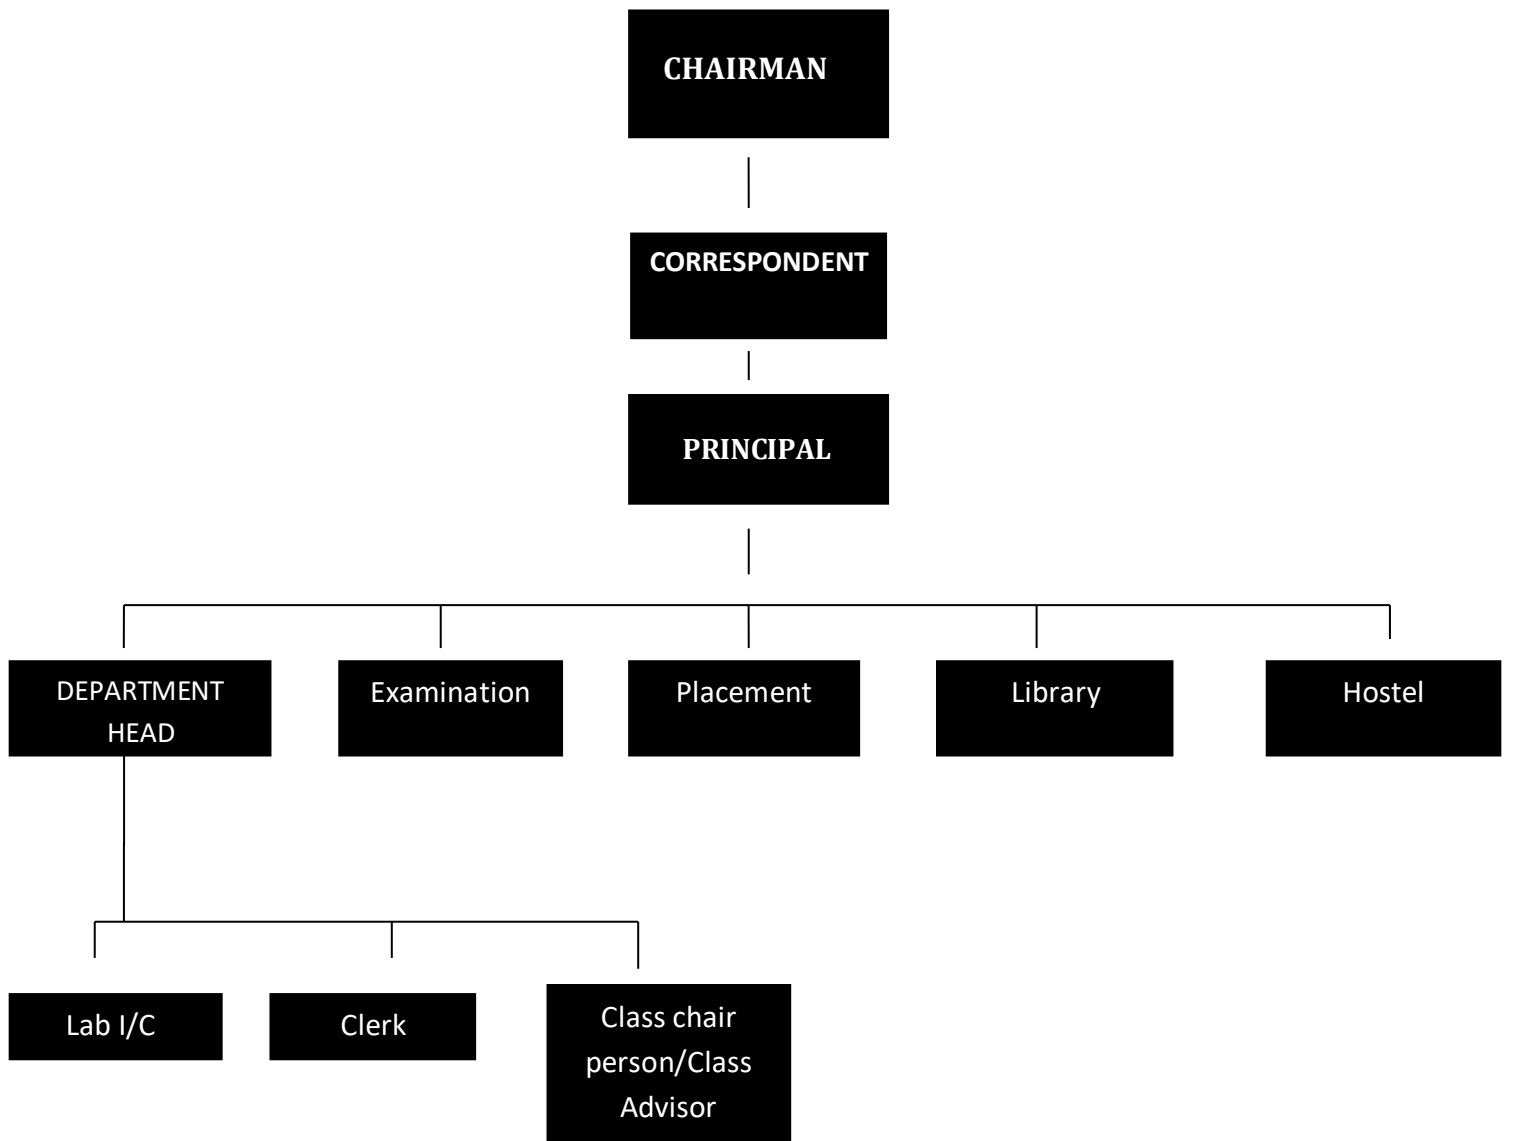 CHAIRMAN
CORRESPONDENT
PRINCIPAL
DEPARTMENT
HEAD
Examination
Placement
Library
Hostel
Lab I/C
Clerk
Class chair
person/Class
Advisor